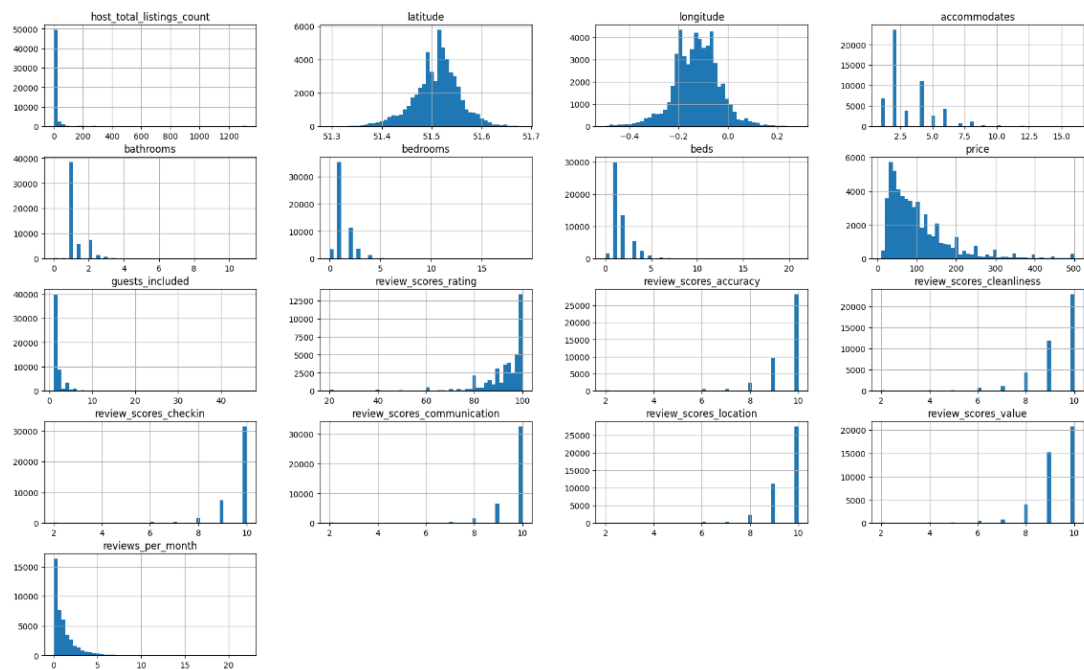 host_total_listings_count
50000
40000
30000
20000
10000
0
0 200 400 600 800 1000 1200
latitude
6000
4000
2000
0
51.3 51.4 51.5 51.6 51.7
longitude
4000
3000
2000
1000
0
−0.4 −0.2 0.0 0.2
accommodates
20000
15000
10000
5000
0
2.5 5.0 7.5 10.0 12.5 15.0
bathrooms
40000
30000
20000
10000
0
0 2 4 6 8 10
bedrooms
30000
20000
10000
0
0 5 10 15
beds
30000
20000
10000
0
0 5 10 15 20
price
6000
4000
2000
0
0 100 200 300 400 500
guests_included
40000
30000
20000
10000
0
0 10 20 30 40
review_scores_rating
12500
10000
7500
5000
2500
0
20 30 40 50 60 70 80 90 100
review_scores_accuracy
25000
20000
15000
10000
5000
0
2 4 6 8 10
review_scores_cleanliness
20000
15000
10000
5000
0
2 4 6 8 10
review_scores_checkin
30000
20000
10000
0
2 4 6 8 10
review_scores_communication
30000
20000
10000
0
2 4 6 8 10
review_scores_location
25000
20000
15000
10000
5000
0
2 4 6 8 10
review_scores_value
20000
15000
10000
5000
0
2 4 6 8 10
reviews_per_month
15000
10000
5000
0
0 5 10 15 20